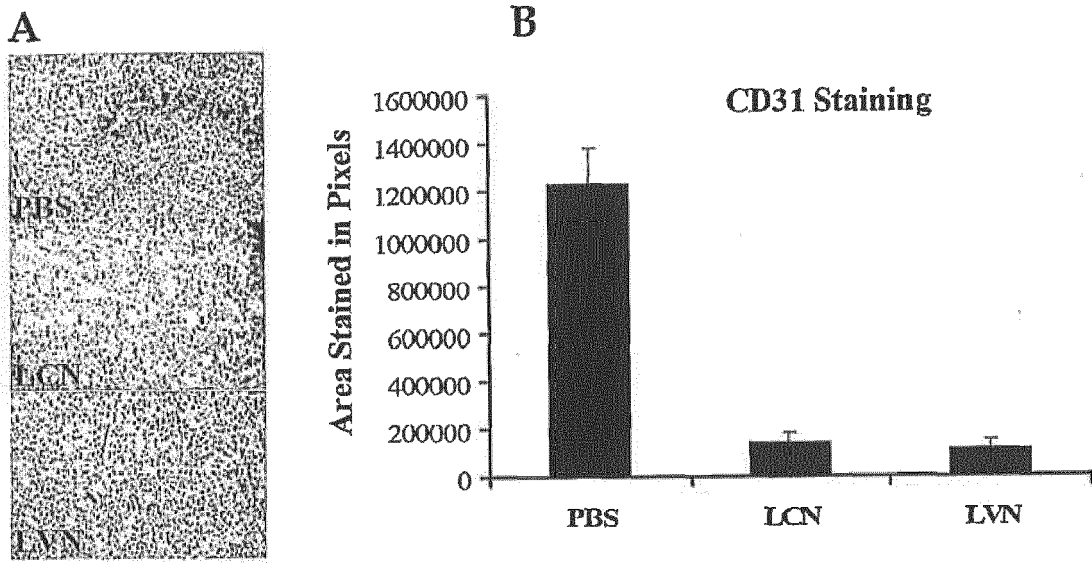 A
PBS
LCN
LVN
B
CD31 Staining
Area Stained in Pixels
1600000
1400000
1200000
1000000
800000
600000
400000
200000
0
PBS
LCN
LVN